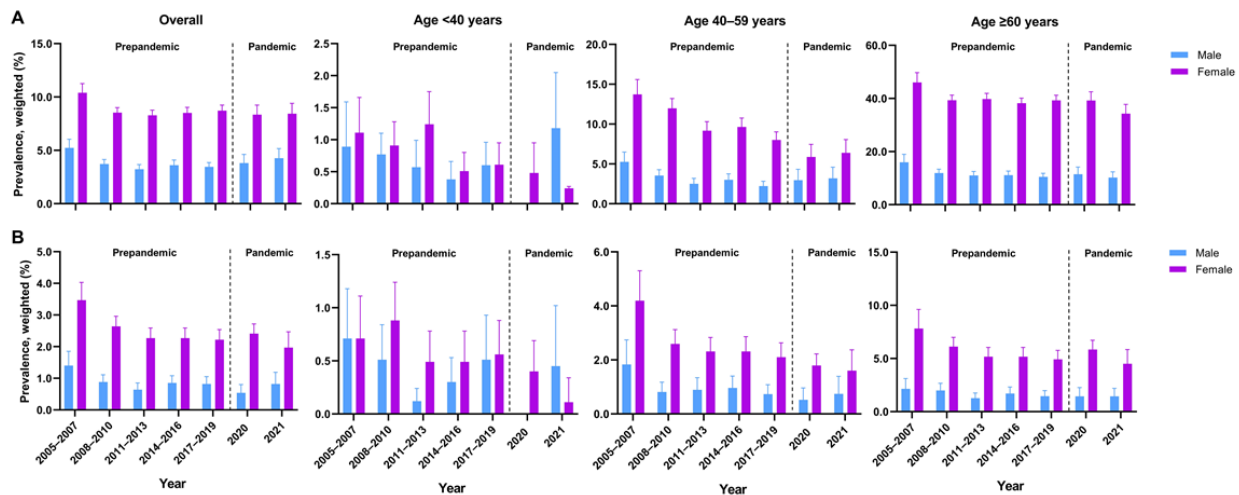 A
Overall
Age <40 years
Age 40–59 years
Age ≥60 years
Prevalence, weighted (%)
15.0
10.0
5.0
0.0
Prepandemic
Pandemic
2.5
2.0
1.5
1.0
0.5
0.0
Prepandemic
Pandemic
20.0
15.0
10.0
5.0
0.0
Prepandemic
Pandemic
60.0
40.0
20.0
0.0
Prepandemic
Pandemic
Male
Female
B
Prevalence, weighted (%)
5.0
4.0
3.0
2.0
1.0
0.0
Prepandemic
Pandemic
2005–2007
2008–2010
2011–2013
2014–2016
2017–2019
2020
2021
Year
1.5
1.0
0.5
0.0
Prepandemic
Pandemic
2005–2007
2008–2010
2011–2013
2014–2016
2017–2019
2020
2021
Year
6.0
4.0
2.0
0.0
Prepandemic
Pandemic
2005–2007
2008–2010
2011–2013
2014–2016
2017–2019
2020
2021
Year
15.0
10.0
5.0
0.0
Prepandemic
Pandemic
2005–2007
2008–2010
2011–2013
2014–2016
2017–2019
2020
2021
Year
Male
Female